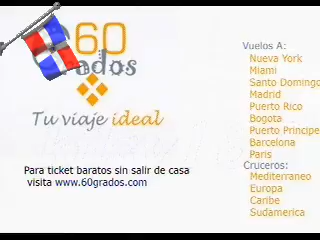 60
grados
Tu viaje ideal
Para ticket baratos sin salir de casa
visita www.60grados.com
Vuelos A:
Nueva York
Miami
Santo Domingo
Madrid
Puerto Rico
Bogota
Puerto Principe
Barcelona
Paris
Cruceros:
Mediterraneo
Europa
Caribe
Sudamerica